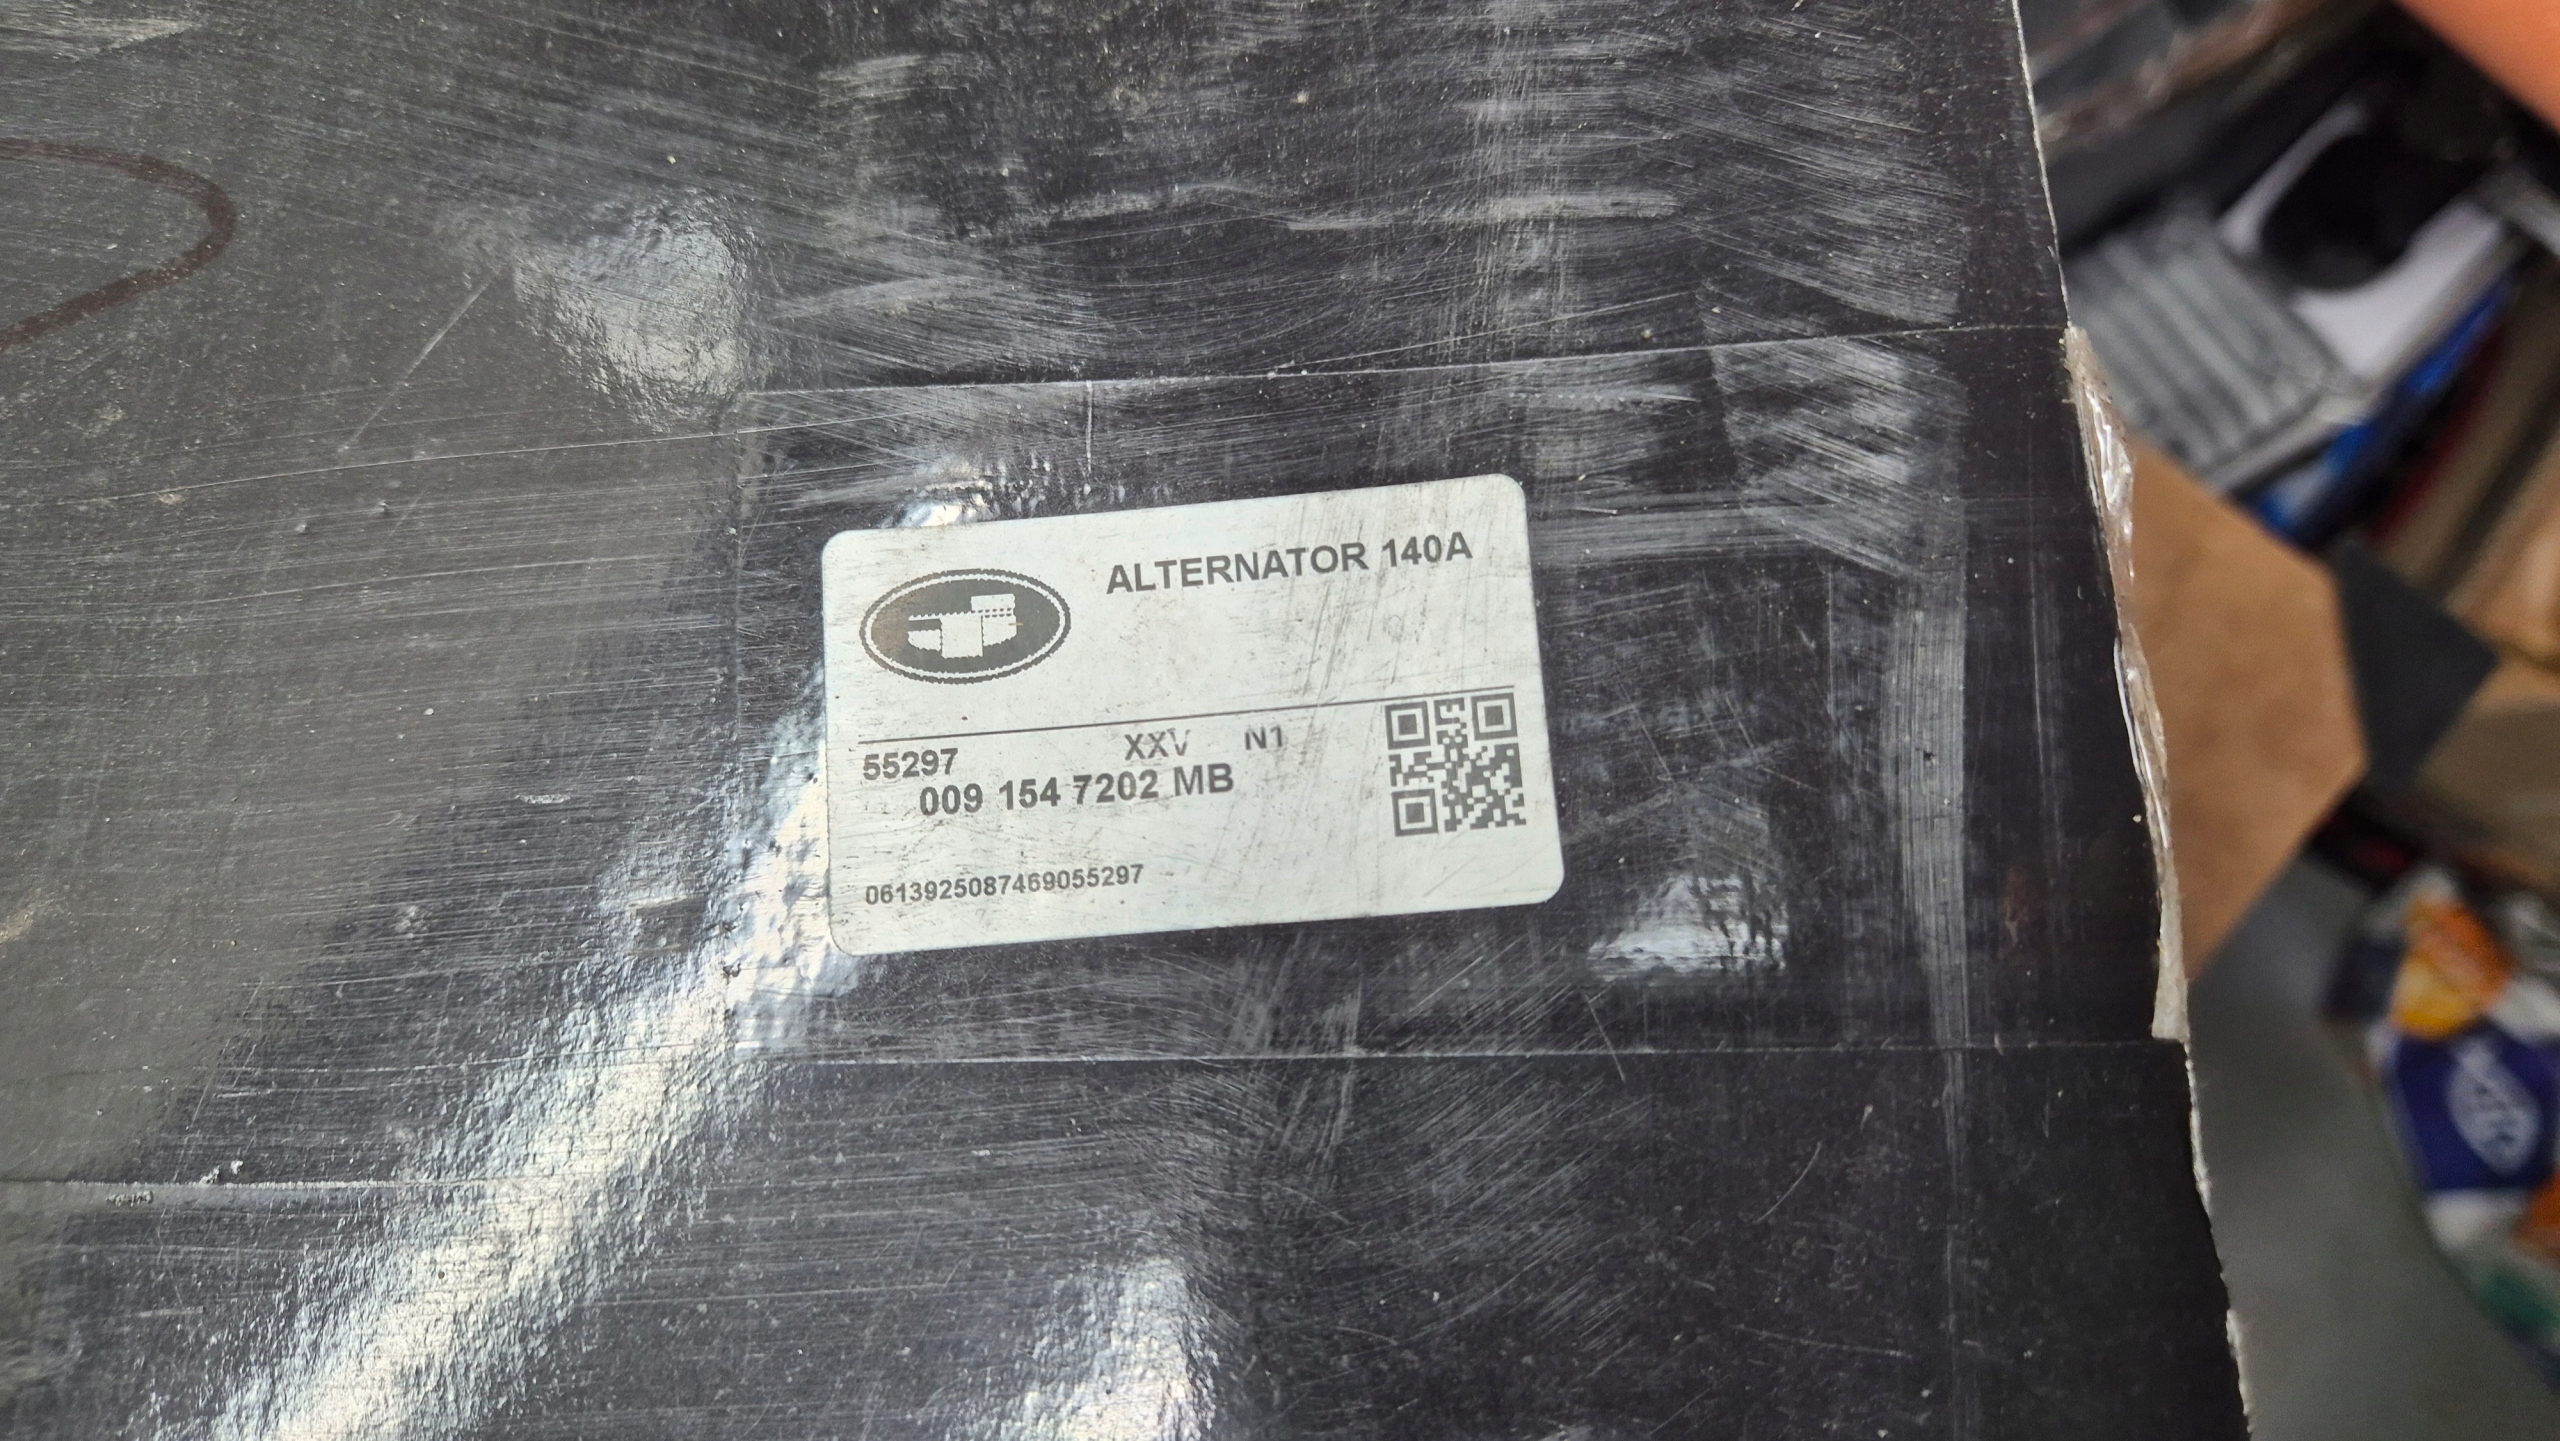 ALTERNATOR 140A
55297 XXV N1
009 154 7202 MB
0613925087469055297